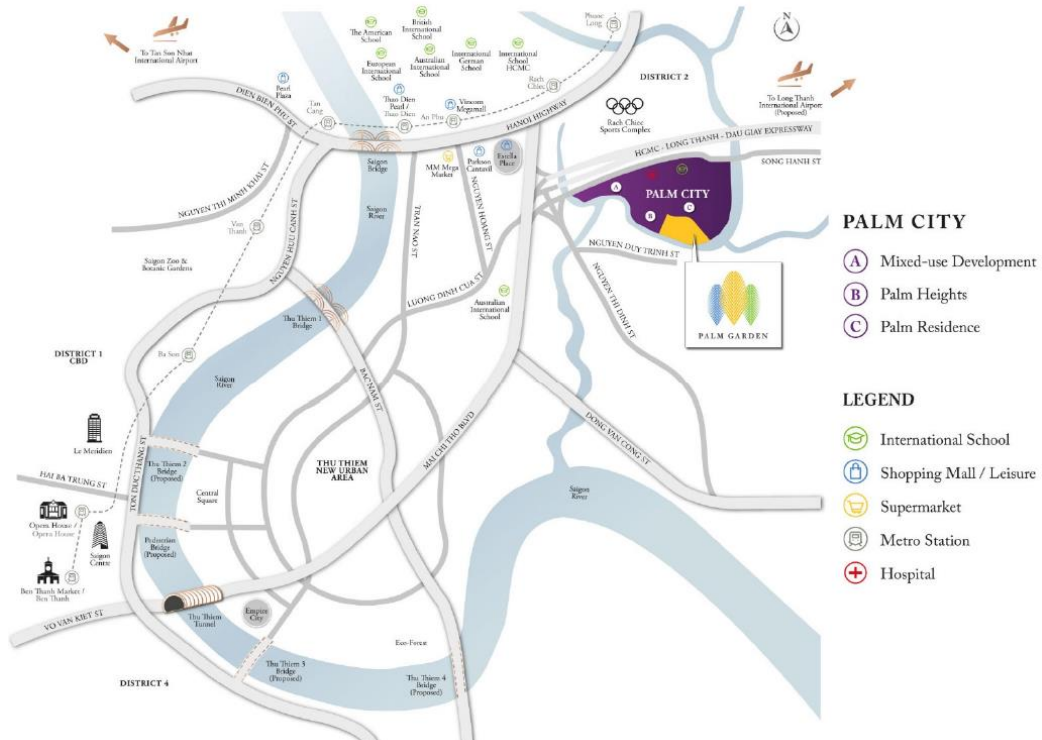 To Tan Son Nhat
International Airport
The American
School
British
International
School
European
International
School
Australian
International
School
International
German
School
International
School
HCMC
Phuoc
Long
N
DISTRICT 2
To Long Thanh
International Airport
(Proposed)
Pearl
Plaza
DIEN BIEN PHU ST
Tan
Cang
Thao Dien
Pearl /
Thao Dien
An Phu
Vincom
Megamall
Rach
Chiec
HANOI HIGHWAY
Rach Chiec
Sports Complex
HCMC - LONG THANH - DAU GIAY EXPRESSWAY
SONG HANH ST
Saigon
Bridge
MM Mega
Market
Parkson
Cantavil
Estella
Place
NGUYEN THI MINH KHAI ST
Van
Thanh
NGUYEN HUU CANH ST
Saigon
River
TRAN NAO ST
NGUYEN HOANG ST
A
PALM CITY
B
C
NGUYEN DUY TRINH ST
PALM GARDEN
Saigon Zoo &
Botanic Gardens
LUONG DINH CUA ST
Australian
International
School
NGUYEN THI DINH ST
Thu Thiem 1
Bridge
DISTRICT 1
CBD
Ba Son
Saigon
River
BAC NAM ST
MAI CHI THO BLVD
DONG VAN CONG ST
Le Meridien
TON DUC THANG ST
Thu Thiem 2
Bridge
(Proposed)
THU THIEM
NEW URBAN
AREA
HAI BA TRUNG ST
Central
Square
Saigon
River
Opera House /
Opera House
Saigon
Centre
Pedestrian
Bridge
(Proposed)
Ben Thanh Market /
Ben Thanh
VO VAN KIET ST
Thu Thiem
Tunnel
Empire
City
Eco-Forest
DISTRICT 4
Thu Thiem 3
Bridge
(Proposed)
Thu Thiem 4
Bridge
(Proposed)
PALM CITY
A Mixed-use Development
B Palm Heights
C Palm Residence
LEGEND
International School
Shopping Mall / Leisure
Supermarket
Metro Station
Hospital